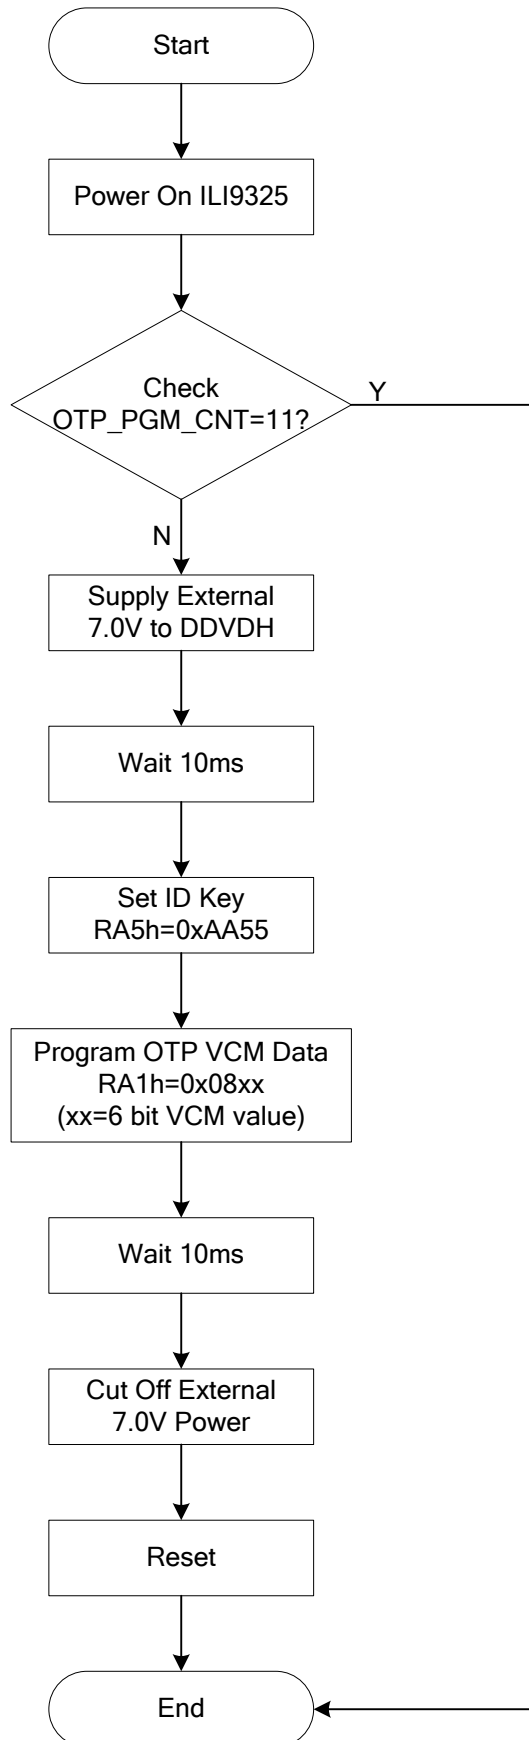 Start
Power On ILI9325
Check
OTP_PGM_CNT=11?
Y
N
Supply External
7.0V to DDVDH
Wait 10ms
Set ID Key
RA5h=0xAA55
Program OTP VCM Data
RA1h=0x08xx
(xx=6 bit VCM value)
Wait 10ms
Cut Off External
7.0V Power
Reset
End